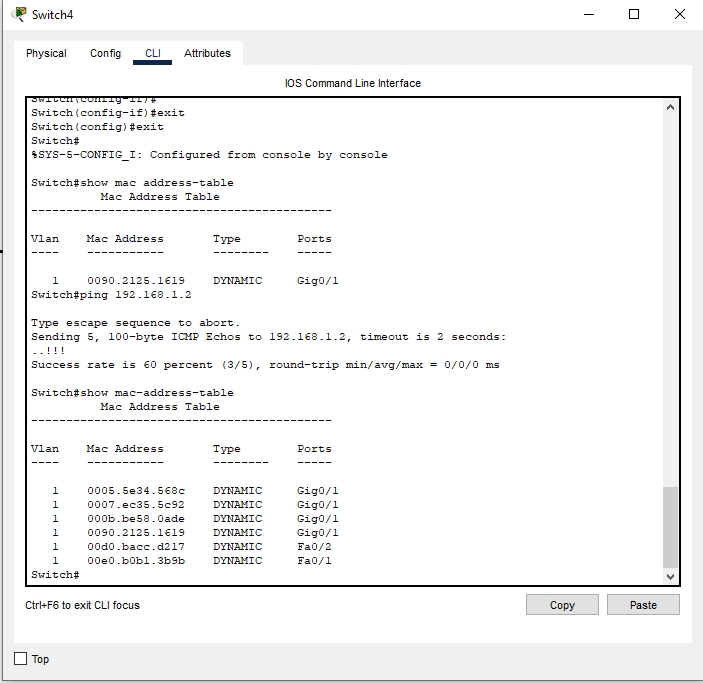 Switch4
Physical Config CLI Attributes
IOS Command Line Interface
Switch(config-if)#
Switch(config-if)#exit
Switch(config)#exit
Switch#
%SYS-5-CONFIG_I: Configured from console by console
Switch#show mac address-table
Mac Address Table
-------------------------------------------
Vlan Mac Address Type Ports
---- ----------- -------- -----
1 0090.2125.1619 DYNAMIC Gig0/1
Switch#ping 192.168.1.2
Type escape sequence to abort.
Sending 5, 100-byte ICMP Echos to 192.168.1.2, timeout is 2 seconds:
..!!!
Success rate is 60 percent (3/5), round-trip min/avg/max = 0/0/0 ms
Switch#show mac-address-table
Mac Address Table
-------------------------------------------
Vlan Mac Address Type Ports
---- ----------- -------- -----
1 0005.5e34.568c DYNAMIC Gig0/1
1 0007.ec35.5c92 DYNAMIC Gig0/1
1 000b.be58.0ade DYNAMIC Gig0/1
1 0090.2125.1619 DYNAMIC Gig0/1
1 00d0.bacc.d217 DYNAMIC Fa0/2
1 00e0.b0b1.3b9b DYNAMIC Fa0/1
Switch#
Ctrl+F6 to exit CLI focus
Copy Paste
Top